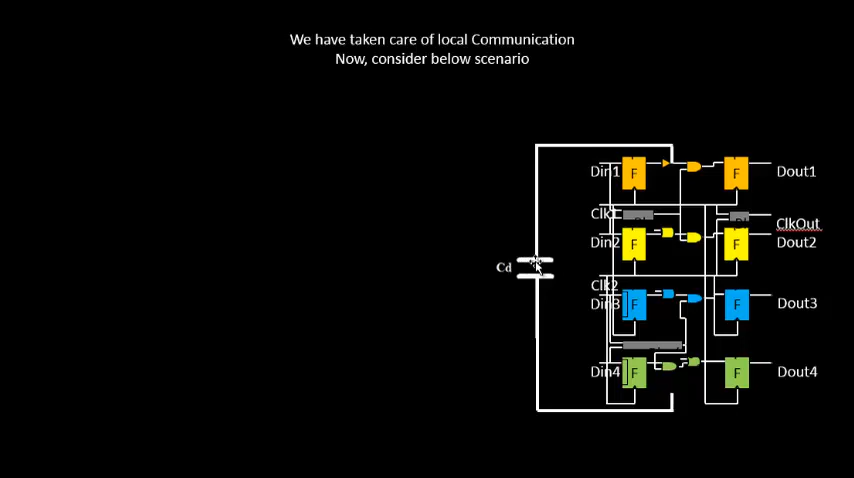 We have taken care of local Communication
Now, consider below scenario
Din1
F
F
Dout1
Clk1
ClkOut
Din2
F
F
Dout2
Cd
Clk2
Din3
F
F
Dout3
Din4
F
F
Dout4